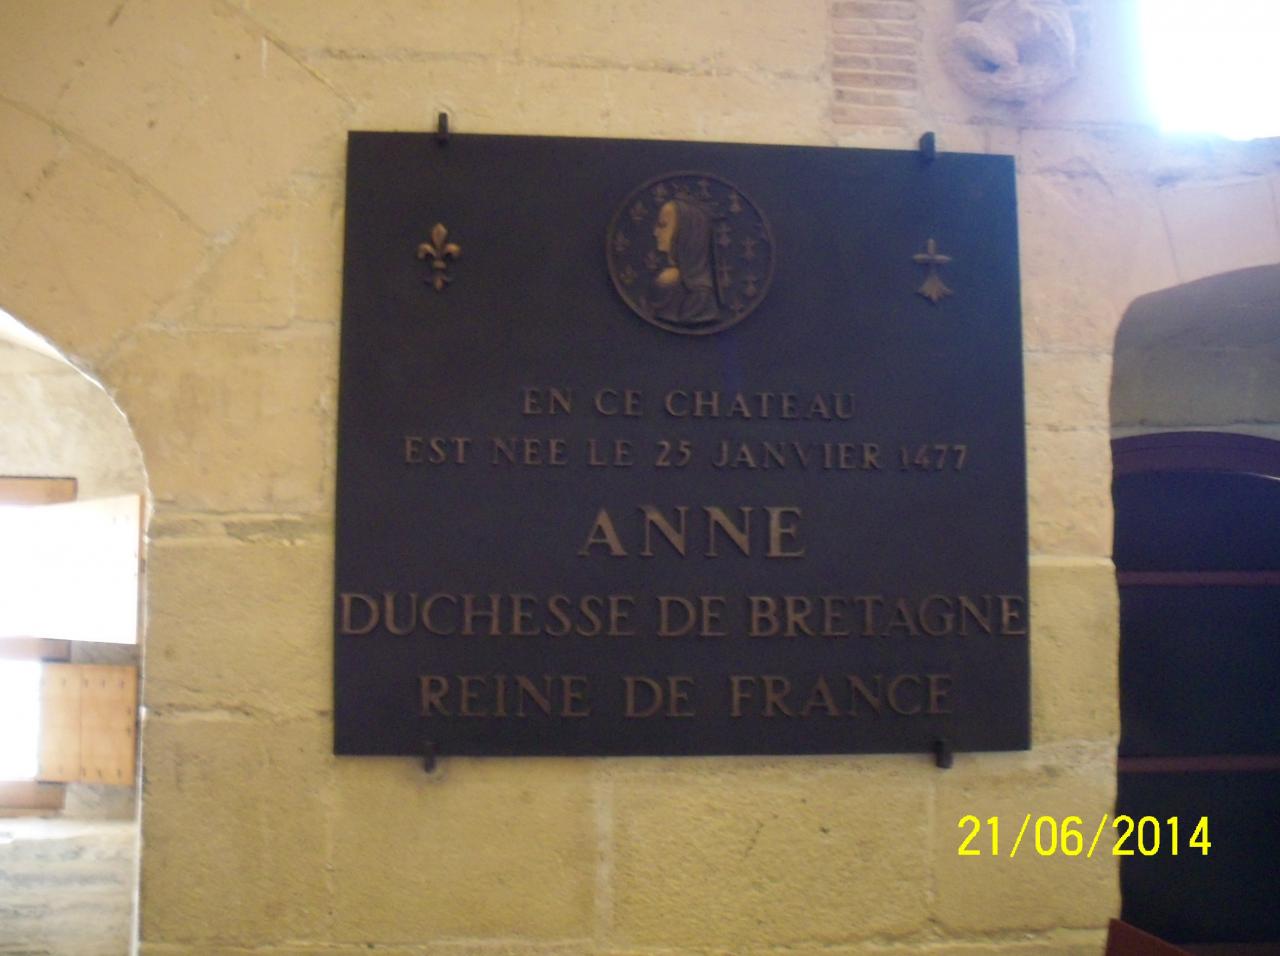 EN CE CHATEAU
EST NEE LE 25 JANVIER 1477
ANNE
DUCHESSE DE BRETAGNE
REINE DE FRANCE
21/06/2014